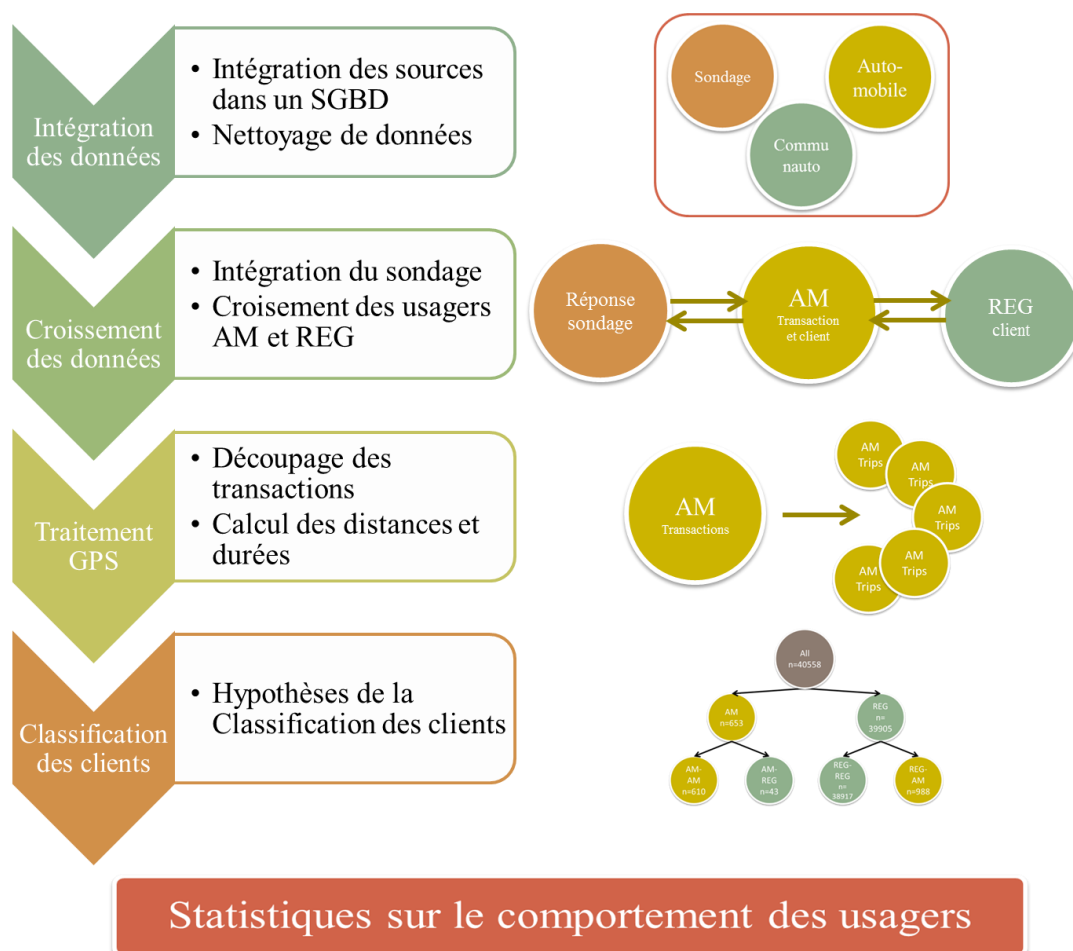 Intégration
des données
• Intégration des sources
dans un SGBD
• Nettoyage de données
Sondage
Auto-
mobile
Commu
nauto
Croissement
des données
• Intégration du sondage
• Croisement des usagers
AM et REG
Réponse
sondage
AM
Transaction
et client
REG
client
Traitement
GPS
• Découpage des
transactions
• Calcul des distances et
durées
AM
Transactions
AM
Trips
AM
Trips
AM
Trips
AM
Trips
AM
Trips
Classification
des clients
• Hypothèses de la
Classification des clients
All
n=40558
AM
n=653
REG
n=
39905
AM-
AM
n=610
AM-
REG
n=43
REG-
REG
n=
38917
REG-
AM
n=988
Statistiques sur le comportement des usagers